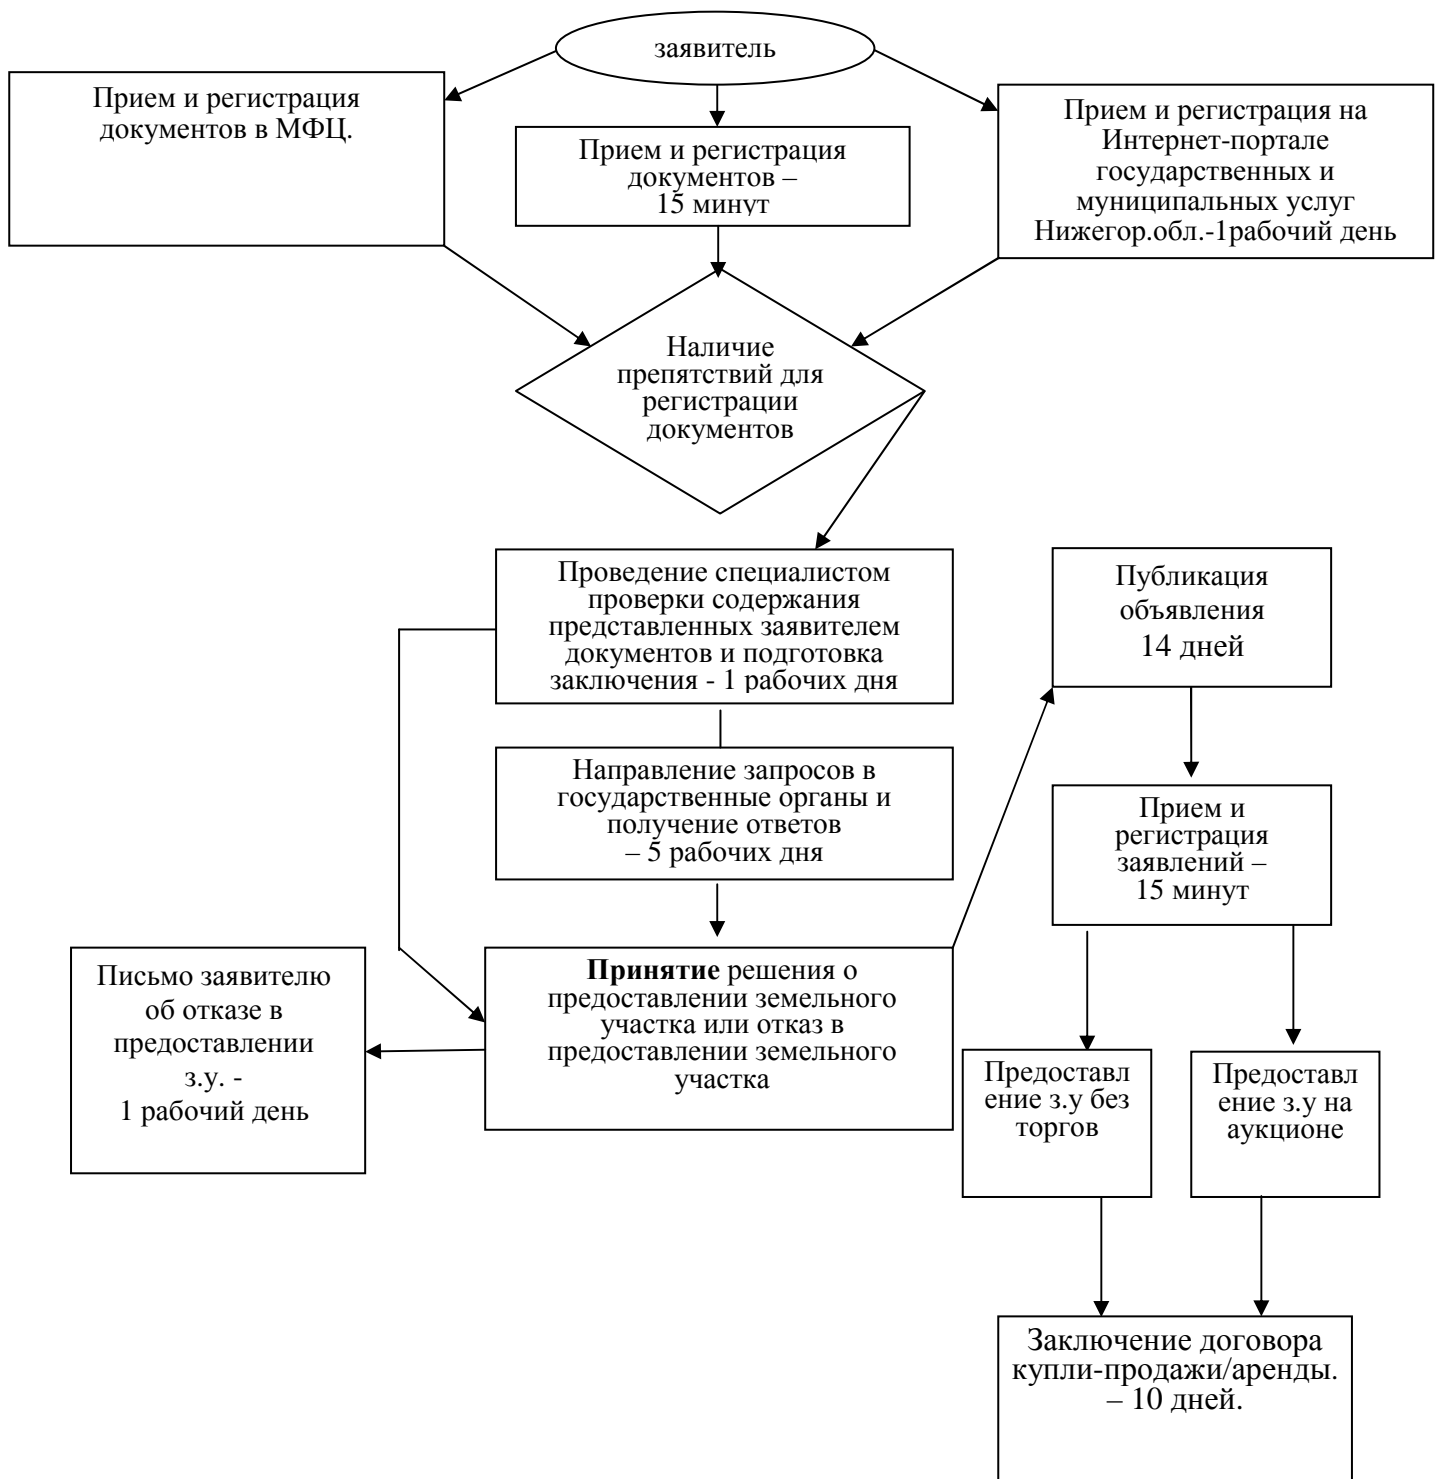 заявитель
Прием и регистрация
документов в МФЦ.
Прием и регистрация
документов –
15 минут
Прием и регистрация на
Интернет-портале
государственных и
муниципальных услуг
Нижегор.обл.-1рабочий день
Наличие
препятствий для
регистрации
документов
Проведение специалистом
проверки содержания
представленных заявителем
документов и подготовка
заключения - 1 рабочих дня
Публикация
объявления
14 дней
Направление запросов в
государственные органы и
получение ответов
– 5 рабочих дня
Прием и
регистрация
заявлений –
15 минут
Письмо заявителю
об отказе в
предоставлении
з.у. -
1 рабочий день
Принятие решения о
предоставлении земельного
участка или отказ в
предоставлении земельного
участка
Предоставл
ение з.у без
торгов
Предоставл
ение з.у на
аукционе
Заключение договора
купли-продажи/аренды.
– 10 дней.